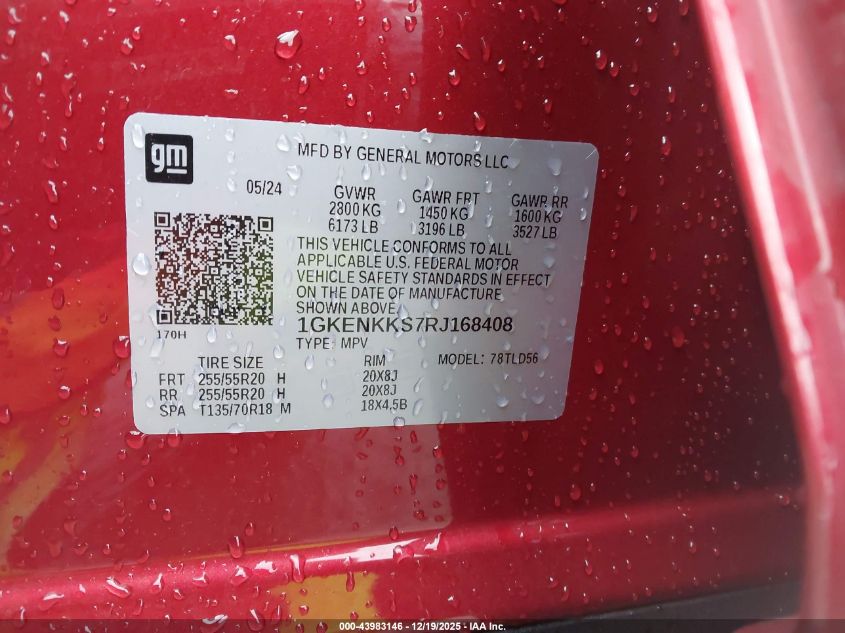 gm
MFD BY GENERAL MOTORS LLC
05/24
GVWR GAWR FRT GAWR RR
2800 KG 1450 KG 1600 KG
6173 LB 3196 LB 3527 LB
THIS VEHICLE CONFORMS TO ALL
APPLICABLE U.S. FEDERAL MOTOR
VEHICLE SAFETY STANDARDS IN EFFECT
ON THE DATE OF MANUFACTURE
SHOWN ABOVE.
170H
1GKENKKS7RJ168408
TYPE: MPV MODEL: 78TLD56
TIRE SIZE RIM
FRT 255/55R20 H 20X8J
RR 255/55R20 H 20X8J
SPA T135/70R18 M 18X4.5B
000-43983146 - 12/19/2025 - IAA Inc.